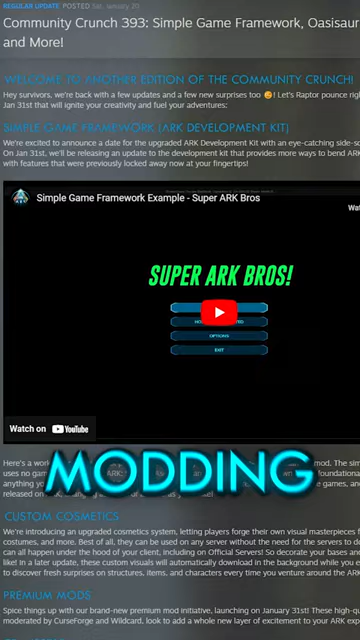 REGULAR UPDATE POSTED Sat, January 20
Community Crunch 393: Simple Game Framework, Oasisaur
and More!
WELCOME TO ANOTHER EDITION OF THE COMMUNITY CRUNCH!
Hey survivors, we're back with a few updates and a few new surprises too 😉! Let's Raptor pounce righ
Jan 31st that will ignite your creativity and fuel your adventures:
SIMPLE GAME FRAMEWORK (ARK DEVELOPMENT KIT)
We're excited to announce a date for the upgraded ARK Development Kit with an eye-catching side-sc
On Jan 31st, we'll be releasing an update to the development kit that provides more ways to bend ARK
with features that were previously locked away now at your fingertips!
Simple Game Framework Example - Super ARK Bros
Wat
SUPER ARK BROS!
OPTIONS
EXIT
Watch on YouTube
Here's a work
mod. The sim
uses no gam
foundational
anything yo
e games, and
released on
MODDING
CUSTOM COSMETICS
We're introducing an upgraded cosmetics system, letting players forge their own visual masterpieces f
costumes, and more. Best of all, they can be used on any server without the need for the servers to de
can all happen under the hood of your client, including on Official Servers! So decorate your bases and
like! In a later update, these custom visuals will automatically download in the background while you e
to discover fresh surprises on structures, items, and characters every time you venture around the ARK
PREMIUM MODS
Spice things up with our brand-new premium mod initiative, launching on January 31st! These high-qu
moderated by CurseForge and Wildcard, look to add a whole new layer of excitement to your ARK exp